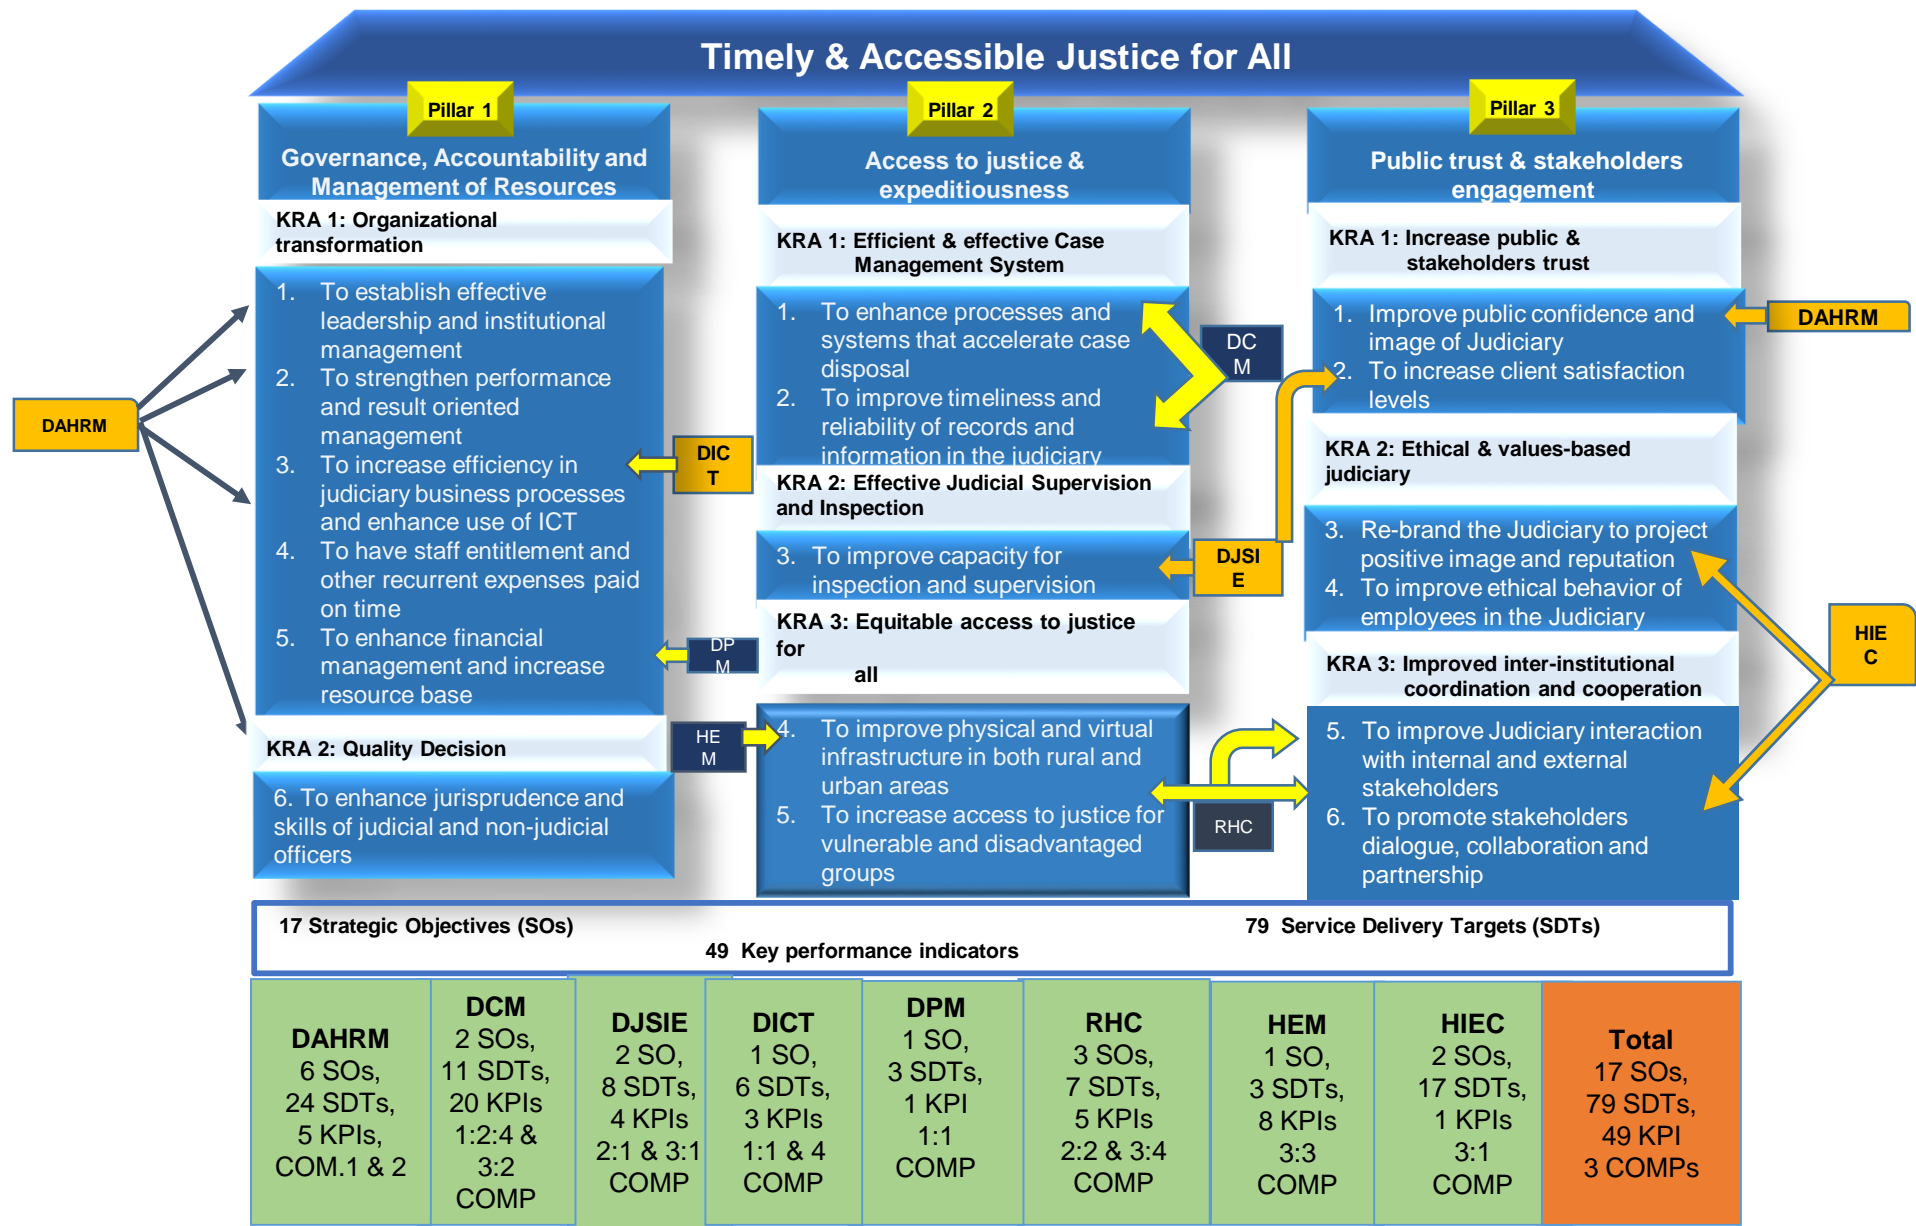 Timely & Accessible Justice for All
Pillar 1
Governance, Accountability and
Management of Resources
KRA 1: Organizational
transformation
1. To establish effective
leadership and institutional
management
2. To strengthen performance
and result oriented
management
3. To increase efficiency in
judiciary business processes
and enhance use of ICT
4. To have staff entitlement and
other recurrent expenses paid
on time
5. To enhance financial
management and increase
resource base
KRA 2: Quality Decision
6. To enhance jurisprudence and
skills of judicial and non-judicial
officers
DAHRM
DIC
T
DP
M
HE
M
Pillar 2
Access to justice &
expeditiousness
KRA 1: Efficient & effective Case
Management System
1. To enhance processes and
systems that accelerate case
disposal
2. To improve timeliness and
reliability of records and
information in the judiciary
KRA 2: Effective Judicial Supervision
and Inspection
3. To improve capacity for
inspection and supervision
KRA 3: Equitable access to justice
for
all
4. To improve physical and virtual
infrastructure in both rural and
urban areas
5. To increase access to justice for
vulnerable and disadvantaged
groups
DC
M
DJSI
E
RHC
Pillar 3
Public trust & stakeholders
engagement
KRA 1: Increase public &
stakeholders trust
1. Improve public confidence and
image of Judiciary
2. To increase client satisfaction
levels
KRA 2: Ethical & values-based
judiciary
3. Re-brand the Judiciary to project
positive image and reputation
4. To improve ethical behavior of
employees in the Judiciary
KRA 3: Improved inter-institutional
coordination and cooperation
5. To improve Judiciary interaction
with internal and external
stakeholders
6. To promote stakeholders
dialogue, collaboration and
partnership
DAHRM
HIE
C
17 Strategic Objectives (SOs)
79 Service Delivery Targets (SDTs)
49 Key performance indicators
DAHRM
6 SOs,
24 SDTs,
5 KPIs,
COM.1 & 2
DCM
2 SOs,
11 SDTs,
20 KPIs
1:2:4 &
3:2
COMP
DJSIE
2 SO,
8 SDTs,
4 KPIs
2:1 & 3:1
COMP
DICT
1 SO,
6 SDTs,
3 KPIs
1:1 & 4
COMP
DPM
1 SO,
3 SDTs,
1 KPI
1:1
COMP
RHC
3 SOs,
7 SDTs,
5 KPIs
2:2 & 3:4
COMP
HEM
1 SO,
3 SDTs,
8 KPIs
3:3
COMP
HIEC
2 SOs,
17 SDTs,
1 KPIs
3:1
COMP
Total
17 SOs,
79 SDTs,
49 KPI
3 COMPs